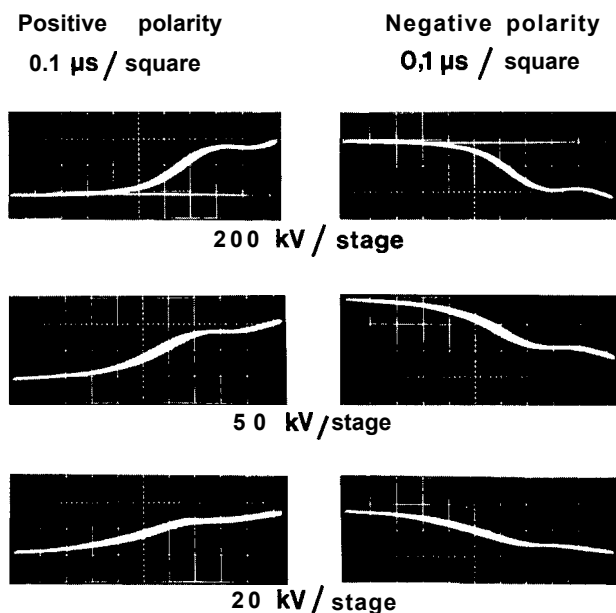 Positive polarity
0.1 µs / square
Negative polarity
0,1 µs / square
200 kV / stage
50 kV / stage
20 kV / stage